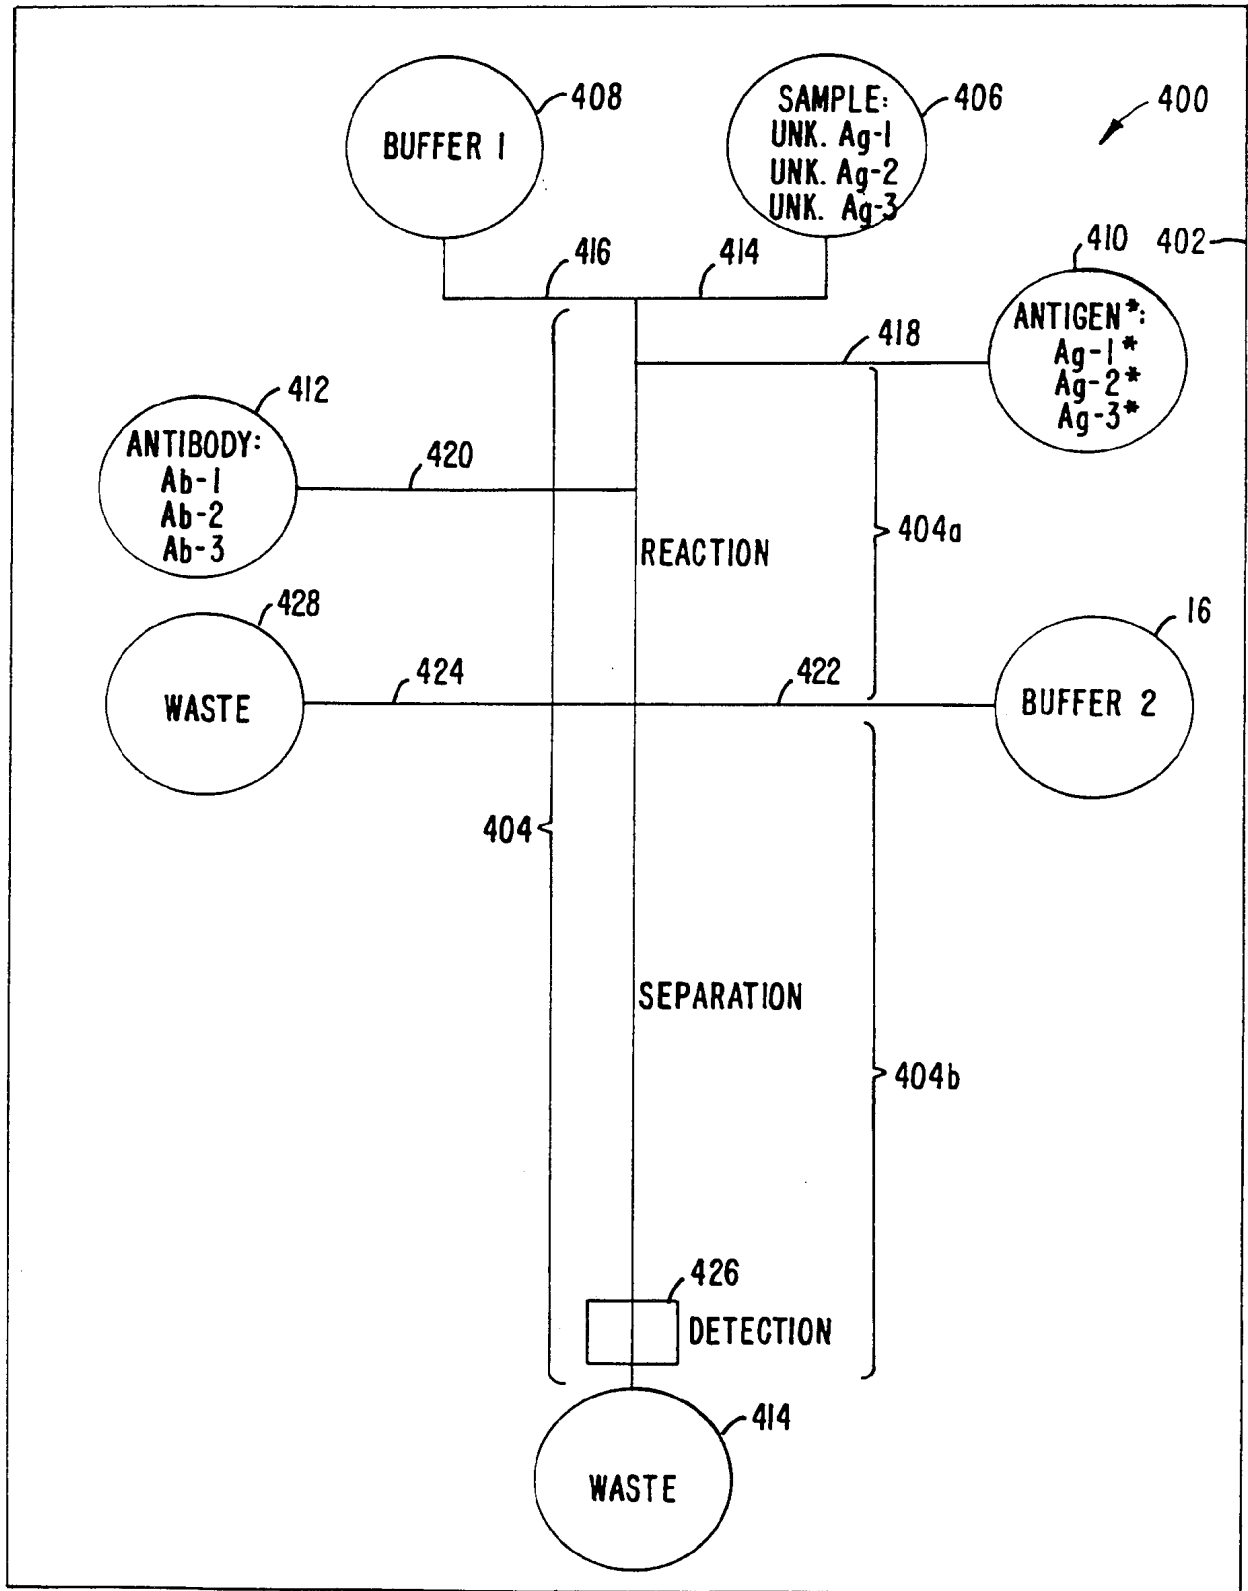 408
BUFFER 1
SAMPLE:
UNK. Ag-1
UNK. Ag-2
UNK. Ag-3
406
400
416
414
410
402
418
ANTIGEN*:
Ag-1*
Ag-2*
Ag-3*
412
ANTIBODY:
Ab-1
Ab-2
Ab-3
420
REACTION
404a
428
WASTE
424
422
16
BUFFER 2
404
SEPARATION
404b
426
DETECTION
414
WASTE